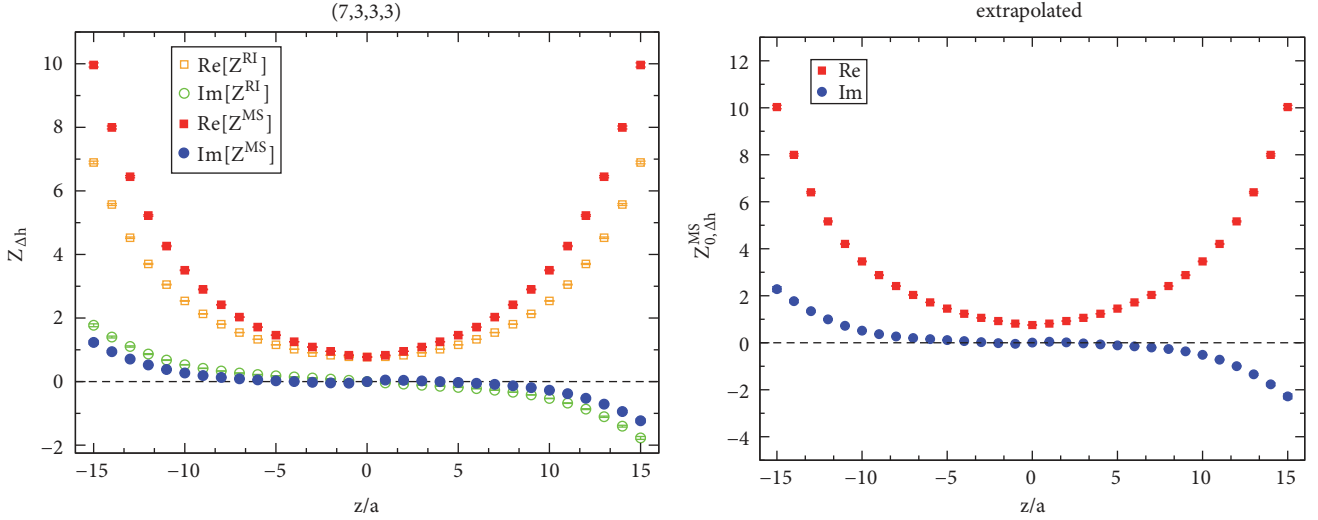 (7,3,3,3)
10
8
6
4
2
0
−2
Z_Δh
Re[Z^RI]
Im[Z^RI]
Re[Z^MS]
Im[Z^MS]
−15 −10 −5 0 5 10 15
z/a
extrapolated
12
10
8
6
4
2
0
−2
−4
Z^MS_0,Δh
Re
Im
−15 −10 −5 0 5 10 15
z/a